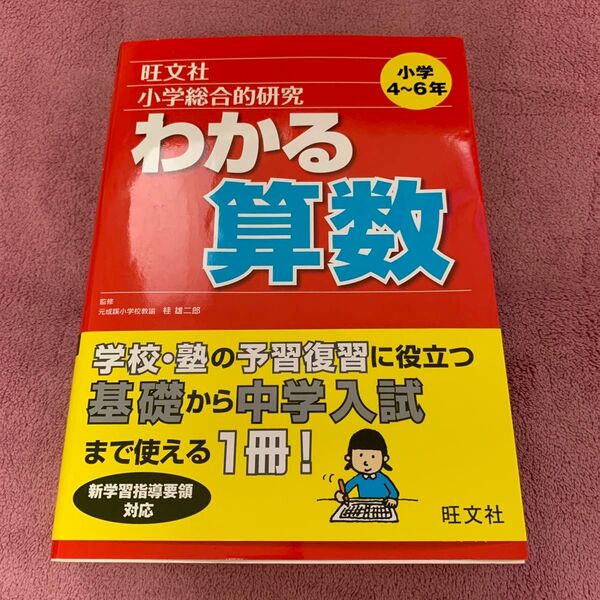 旺文社
小学総合的研究
わかる
算数
小学
4〜6年
監修
元成蹊小学校教諭 桂 雄二郎
学校・塾の予習復習に役立つ
基礎から中学入試
まで使える1冊!
新学習指導要領
対応
旺文社